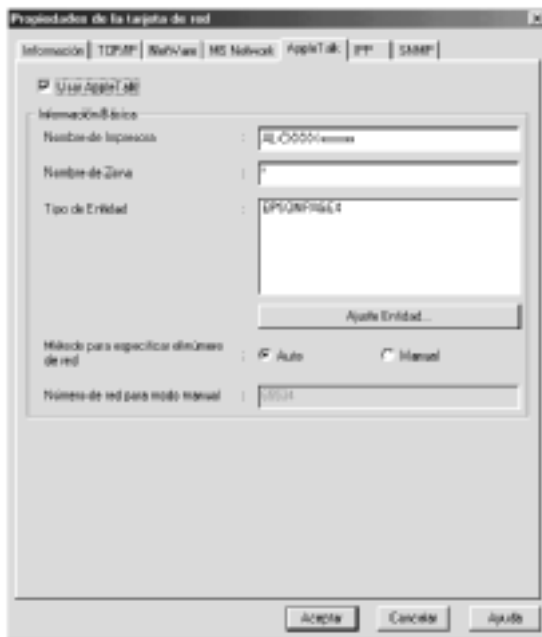 Propiedades de la tarjeta de red
Información TCP/IP NetWare MS Network AppleTalk IPP SNMP
Usar AppleTalk
Información Básica
Nombre de Impresora :
Nombre de Zona : *
Tipo de Entidad : EPSONPAGE4
Ajuste Entidad...
Método para especificar el número de red : Auto Manual
Número de red para modo manual : 65534
Aceptar Cancelar Ayuda